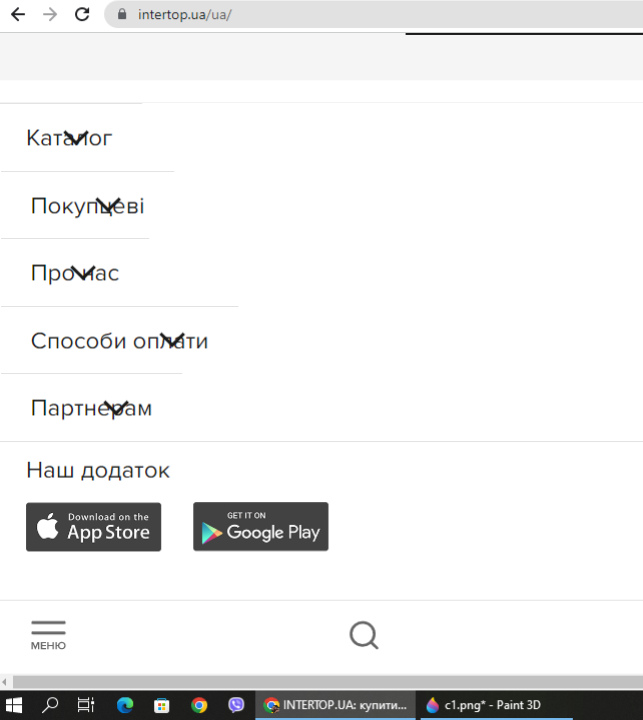 intertop.ua/ua/
Каталог
Покупцеві
Про нас
Способи оплати
Партнерам
Наш додаток
Download on the
App Store
GET IT ON
Google Play
МЕНЮ
INTERTOP.UA: купити...
c1.png* - Paint 3D